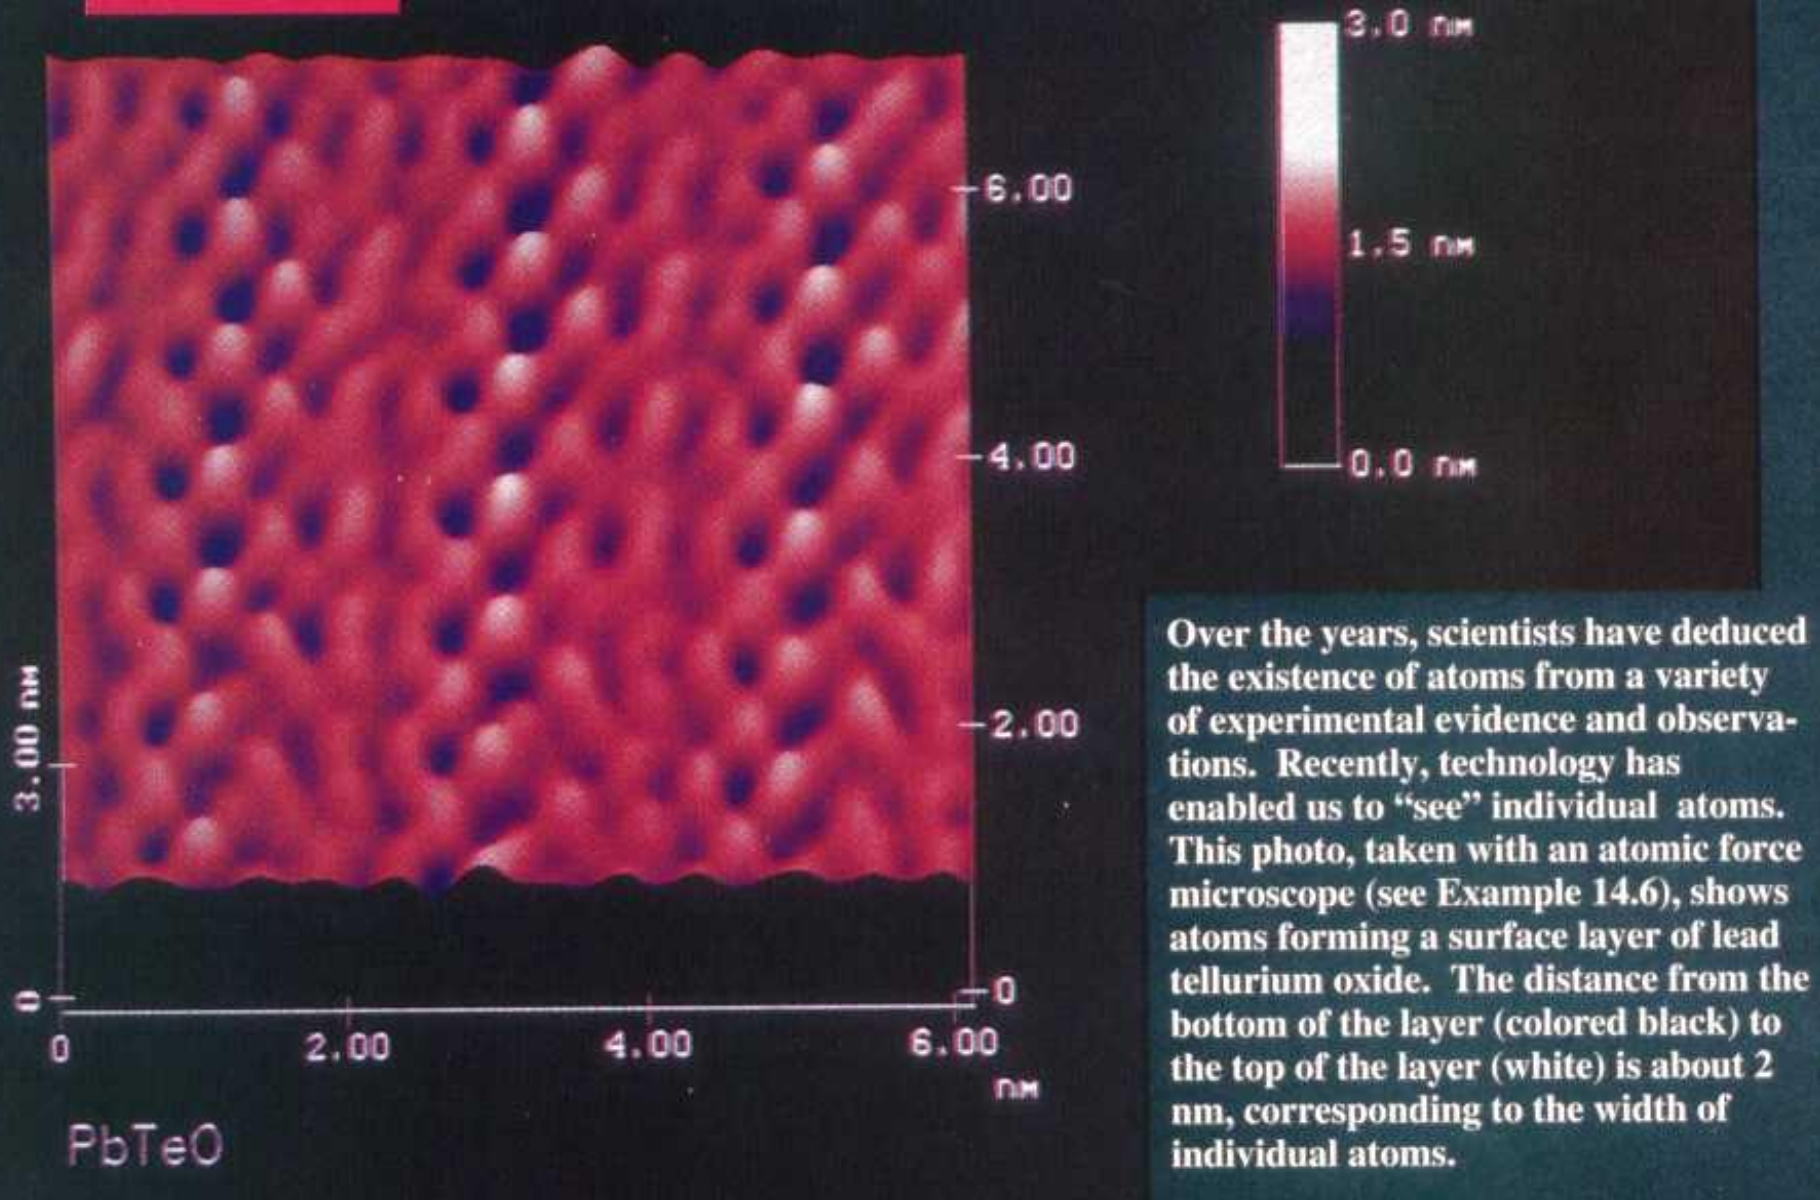 3.0 nm
1.5 nm
0.0 nm
6.00
4.00
2.00
0
3.00 nm
0
0 2.00 4.00 6.00
nm
PbTeO
Over the years, scientists have deduced
the existence of atoms from a variety
of experimental evidence and observa-
tions. Recently, technology has
enabled us to “see” individual atoms.
This photo, taken with an atomic force
microscope (see Example 14.6), shows
atoms forming a surface layer of lead
tellurium oxide. The distance from the
bottom of the layer (colored black) to
the top of the layer (white) is about 2
nm, corresponding to the width of
individual atoms.